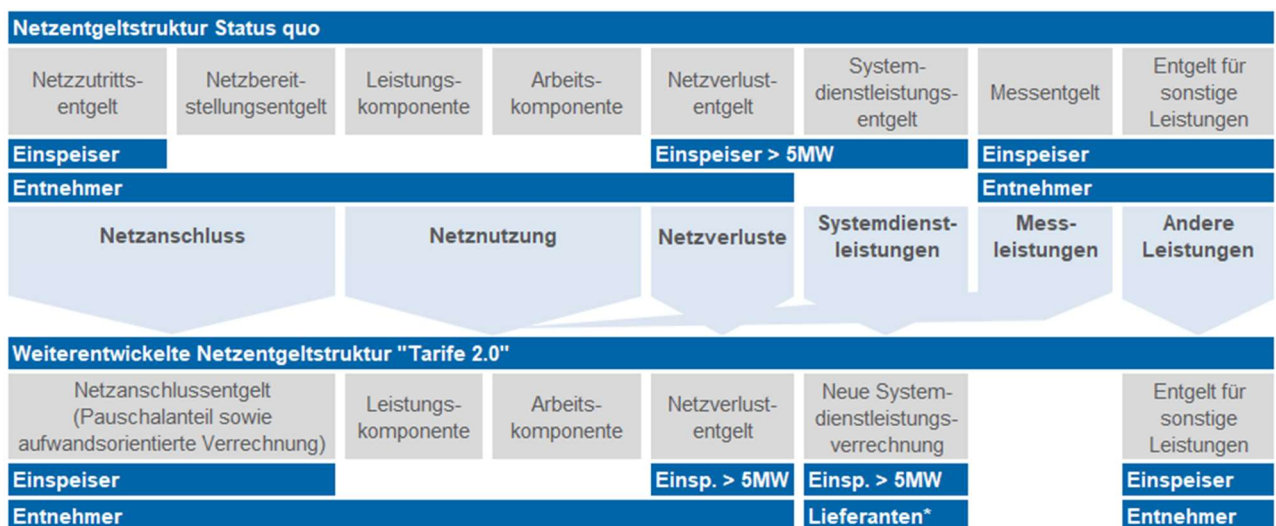 Netzentgeltstruktur Status quo
Netzzutritts-
entgelt
Netzbereit-
stellungsentgelt
Leistungs-
komponente
Arbeits-
komponente
Netzverlust-
entgelt
System-
dienstleistungs-
entgelt
Messentgelt
Entgelt für
sonstige
Leistungen
Einspeiser
Einspeiser > 5MW
Einspeiser
Entnehmer
Entnehmer
Netzanschluss
Netznutzung
Netzverluste
Systemdienst-
leistungen
Mess-
leistungen
Andere
Leistungen
Weiterentwickelte Netzentgeltstruktur "Tarife 2.0"
Netzanschlussentgelt
(Pauschalanteil sowie
aufwandsorientierte Verrechnung)
Leistungs-
komponente
Arbeits-
komponente
Netzverlust-
entgelt
Neue System-
dienstleistungs-
verrechnung
Entgelt für
sonstige
Leistungen
Einspeiser
Einsp. > 5MW
Einsp. > 5MW
Einspeiser
Entnehmer
Lieferanten*
Entnehmer